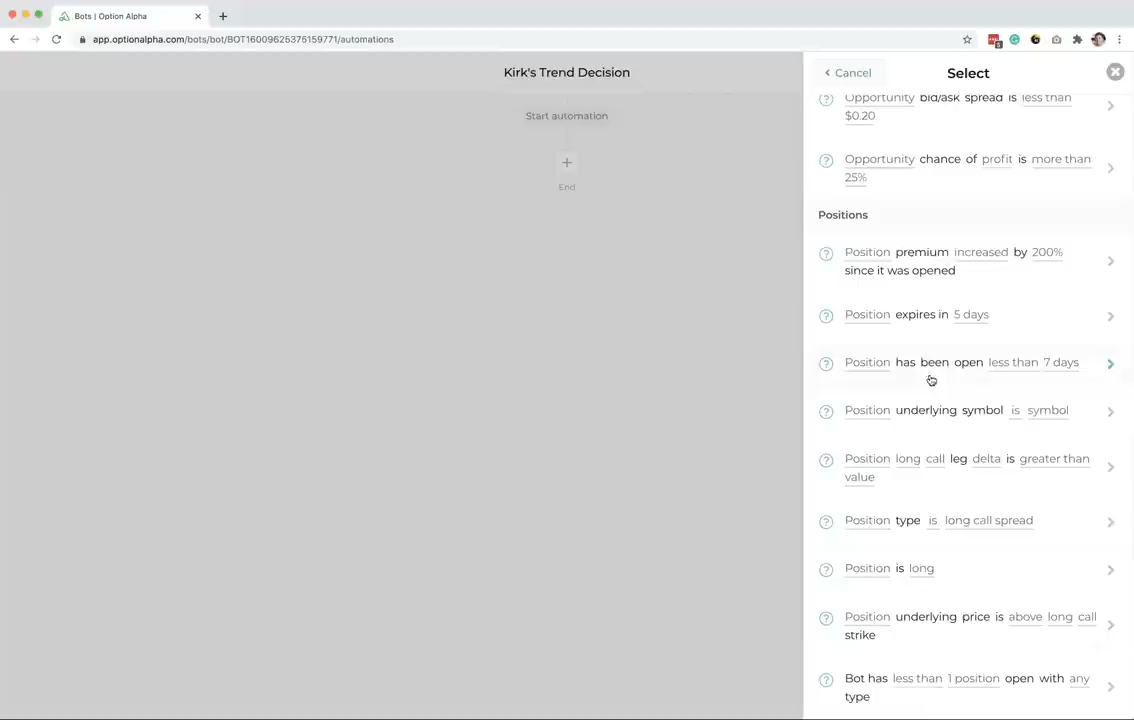 Bots | Option Alpha
app.optionalpha.com/bots/bot/BOT16009625376159771/automations
Kirk's Trend Decision
Start automation
End
Cancel
Select
Opportunity bid/ask spread is less than
$0.20
Opportunity chance of profit is more than
25%
Positions
Position premium increased by 200%
since it was opened
Position expires in 5 days
Position has been open less than 7 days
Position underlying symbol is symbol
Position long call leg delta is greater than
value
Position type is long call spread
Position is long
Position underlying price is above long call
strike
Bot has less than 1 position open with any
type